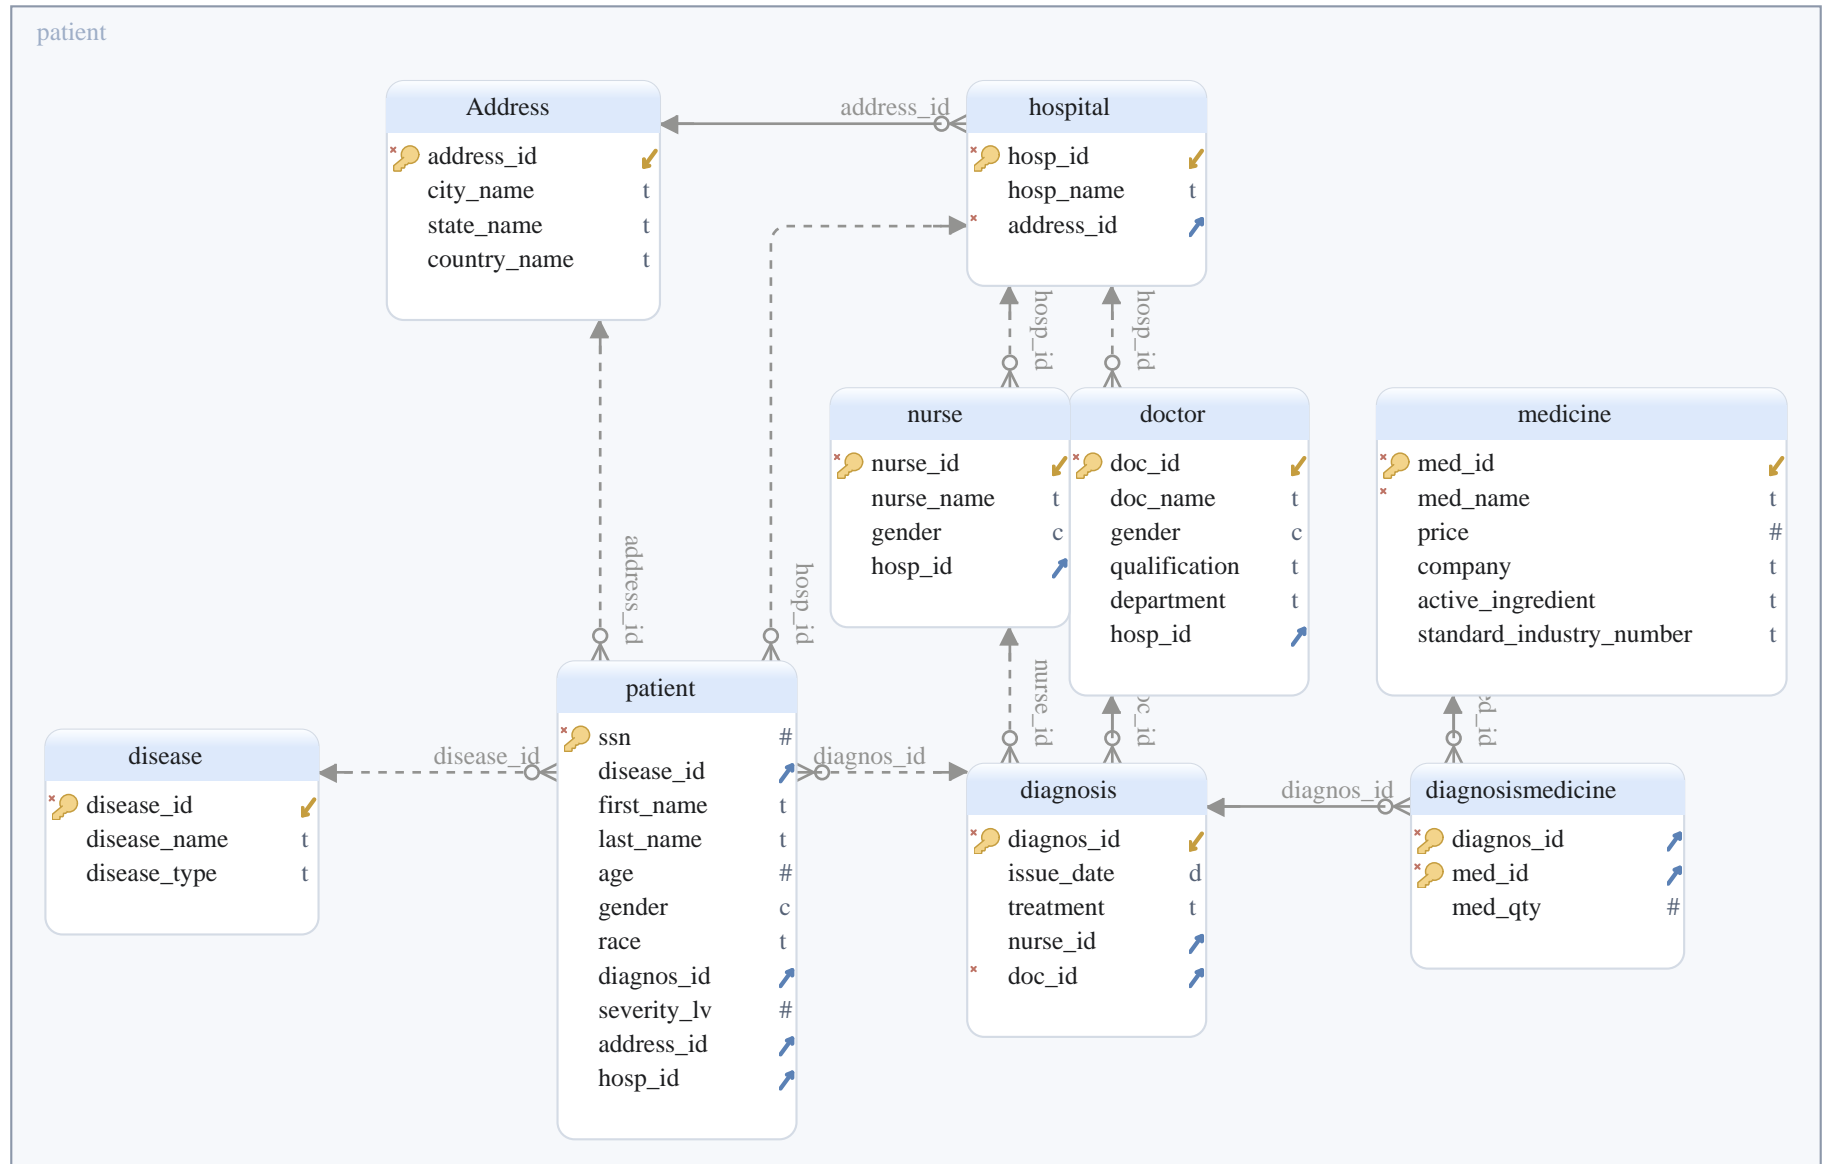 patient
Address
address_id
city_name t
state_name t
country_name t
address_id
hospital
hosp_id
hosp_name t
address_id
hosp_id
hosp_id
nurse
nurse_id
nurse_name t
gender c
hosp_id
doctor
doc_id
doc_name t
gender c
qualification t
department t
hosp_id
medicine
med_id
med_name t
price #
company t
active_ingredient t
standard_industry_number t
address_id
hosp_id
nurse_id
disease
disease_id
disease_name t
disease_type t
disease_id
patient
ssn #
disease_id
first_name t
last_name t
age #
gender c
race t
diagnos_id
severity_lv #
address_id
hosp_id
diagnos_id
diagnosis
diagnos_id
issue_date d
treatment t
nurse_id
doc_id
diagnos_id
diagnosismedicine
diagnos_id
med_id
med_qty #